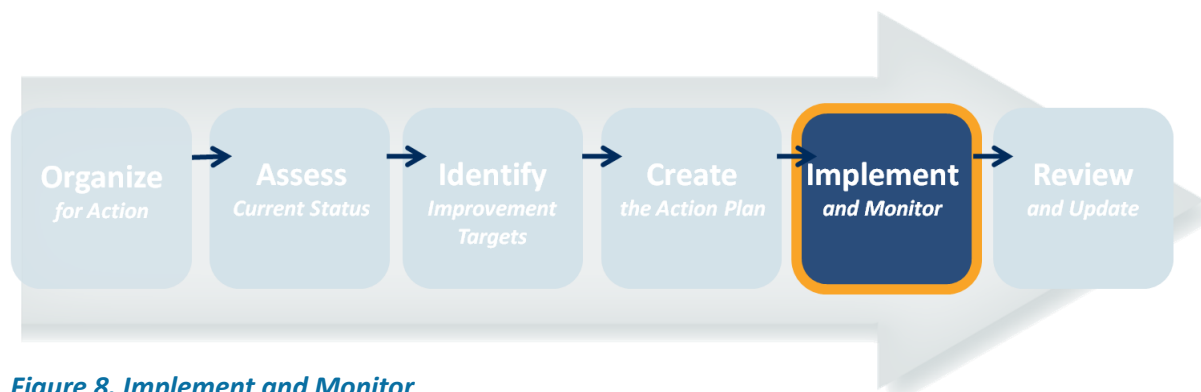 Organize
for Action
Assess
Current Status
Identify
Improvement
Targets
Create
the Action Plan
Implement
and Monitor
Review
and Update
Figure 8. Implement and Monitor